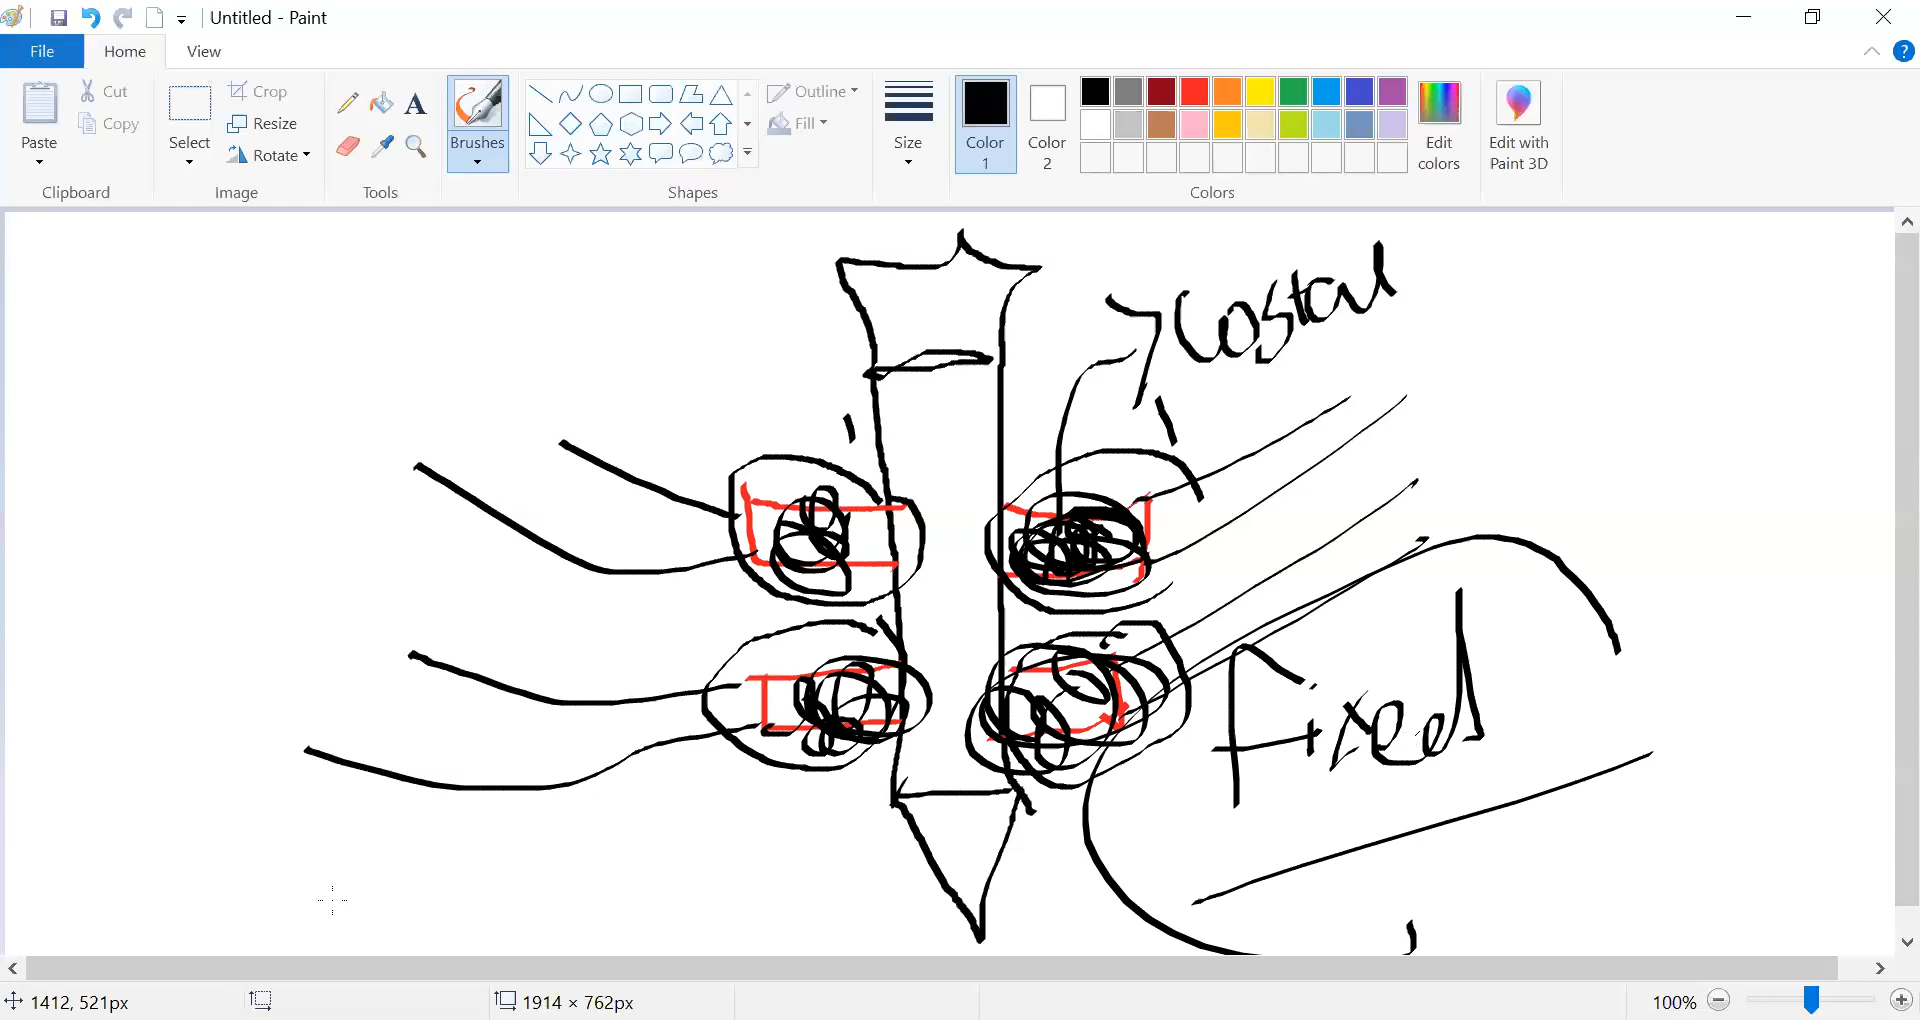 Untitled - Paint
File Home View
Paste
Cut
Copy
Clipboard
Select
Crop
Resize
Rotate
Image
Tools
A
Brushes
Shapes
Outline
Fill
Size
Color 1
Color 2
Colors
Edit colors
Edit with Paint 3D
Costal
Fixed
1412, 521px
1914 × 762px
100%